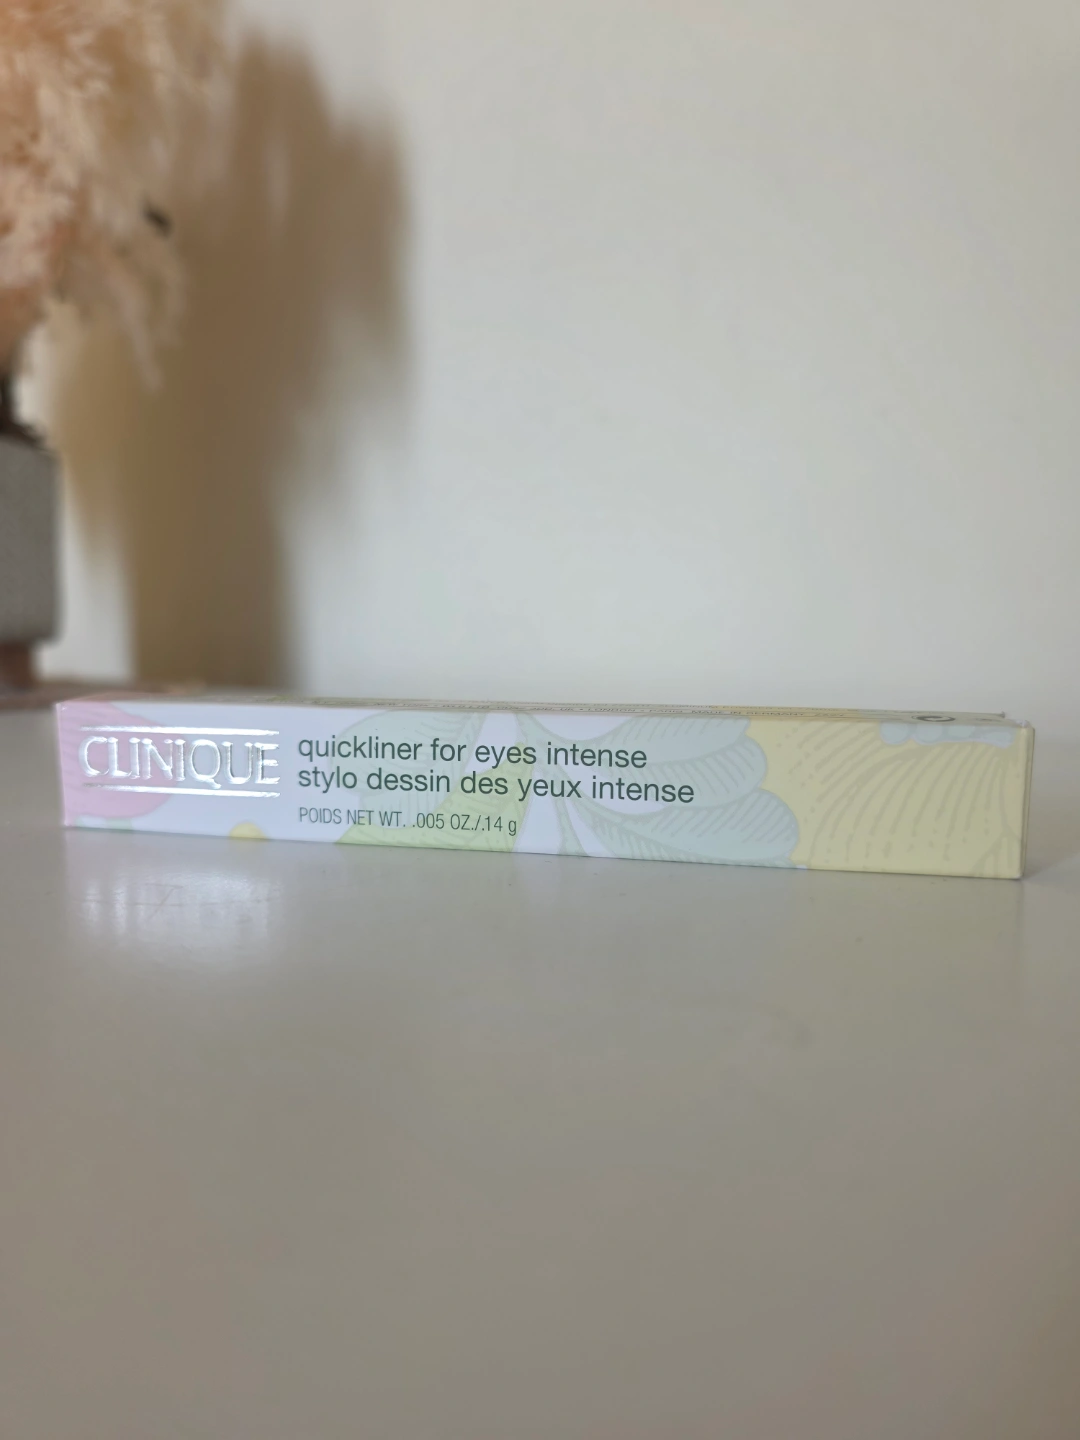 CLINIQUE
quickliner for eyes intense
stylo dessin des yeux intense
POIDS NET WT. .005 OZ./.14 g